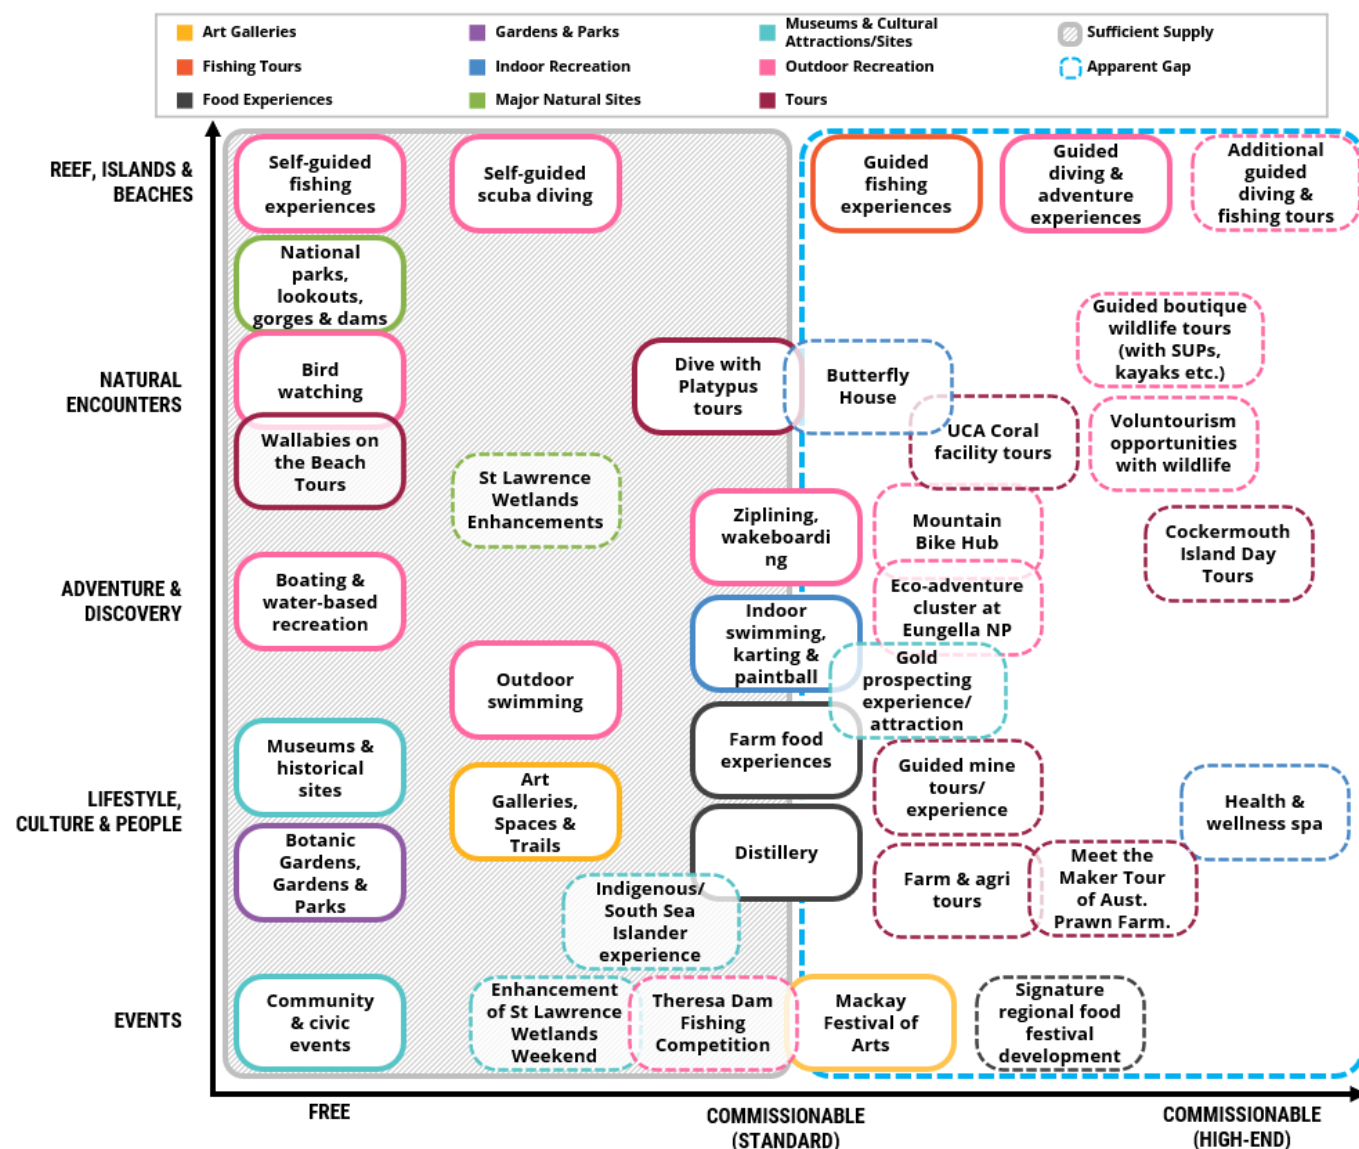 Art Galleries
Fishing Tours
Food Experiences
Gardens & Parks
Indoor Recreation
Major Natural Sites
Museums & Cultural
Attractions/Sites
Outdoor Recreation
Tours
Sufficient Supply
Apparent Gap
REEF, ISLANDS &
BEACHES
Self-guided
fishing
experiences
Self-guided
scuba diving
Guided
fishing
experiences
Guided
diving &
adventure
experiences
Additional
guided
diving &
fishing tours
National
parks,
lookouts,
gorges & dams
NATURAL
ENCOUNTERS
Bird
watching
Dive with
Platypus
tours
Butterfly
House
Guided boutique
wildlife tours
(with SUPs,
kayaks etc.)
Wallabies on
the Beach
Tours
UCA Coral
facility tours
Voluntourism
opportunities
with wildlife
St Lawrence
Wetlands
Enhancements
Ziplining,
wakeboardi
ng
Mountain
Bike Hub
Cockermouth
Island Day
Tours
ADVENTURE &
DISCOVERY
Boating &
water-based
recreation
Indoor
swimming,
karting &
paintball
Eco-adventure
cluster at
Eungella NP
Outdoor
swimming
Gold
prospecting
experience/
attraction
LIFESTYLE,
CULTURE & PEOPLE
Museums &
historical
sites
Art
Galleries,
Spaces &
Trails
Farm food
experiences
Guided mine
tours/
experience
Health &
wellness spa
Botanic
Gardens,
Gardens &
Parks
Distillery
Farm & agri
tours
Meet the
Maker Tour
of Aust.
Prawn Farm.
Indigenous/
South Sea
Islander
experience
EVENTS
Community
& civic
events
Enhancement
of St Lawrence
Wetlands
Weekend
Theresa Dam
Fishing
Competition
Mackay
Festival of
Arts
Signature
regional food
festival
development
FREE
COMMISSIONABLE
(STANDARD)
COMMISSIONABLE
(HIGH-END)